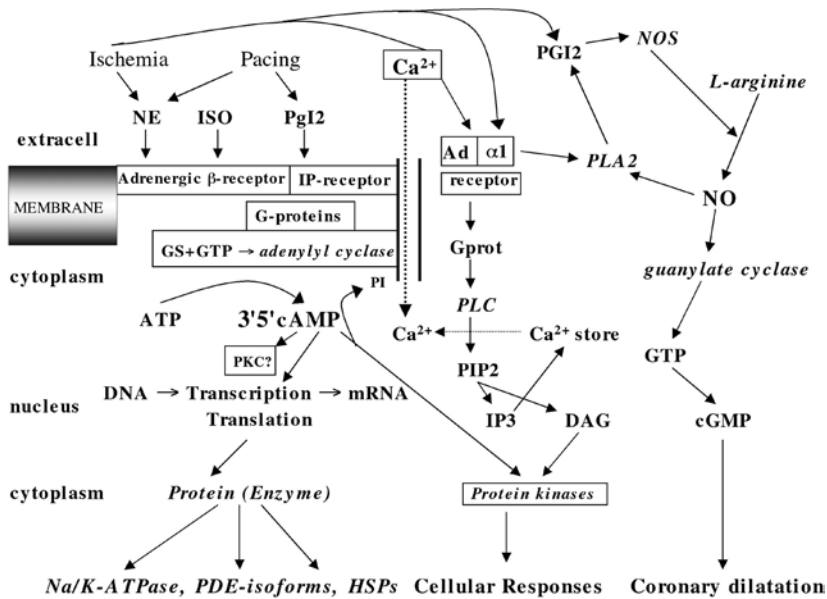 Ischemia Pacing Ca²⁺ PGI2 NOS
L-arginine
NE ISO PgI2
extracell
Ad α1 PLA2
Adrenergic β-receptor IP-receptor receptor
MEMBRANE NO
G-proteins
GS+GTP → adenylyl cyclase Gprot
cytoplasm guanylate cyclase
PI
ATP 3'5'cAMP PLC
Ca²⁺ Ca²⁺ store
PKC? PIP2 GTP
DNA → Transcription → mRNA
nucleus Translation IP3 DAG cGMP
cytoplasm Protein (Enzyme) Protein kinases
Na/K-ATPase, PDE-isoforms, HSPs Cellular Responses Coronary dilatation